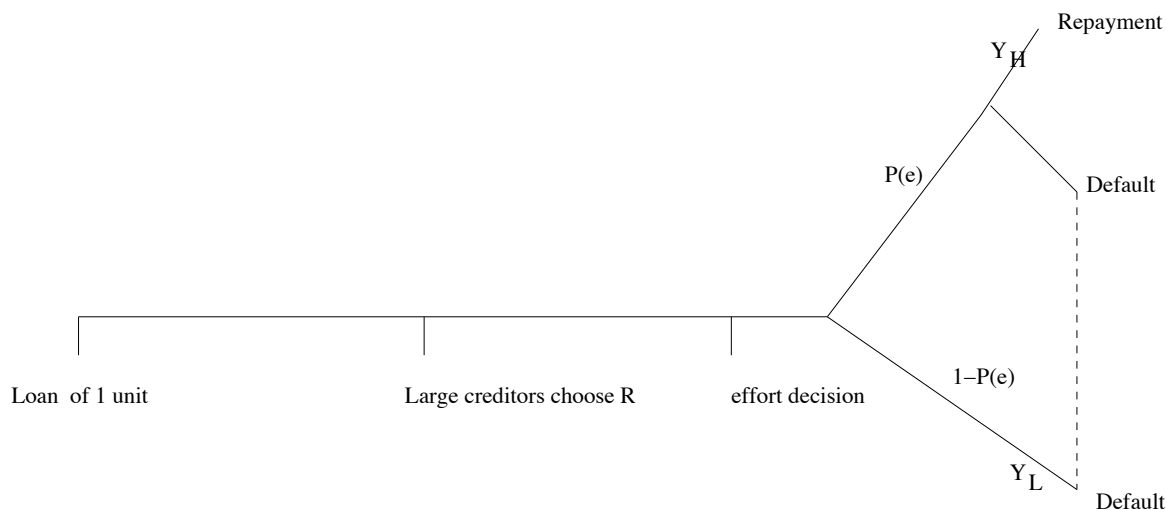 Repayment
Y_H
P(e)
Default
1–P(e)
Loan of 1 unit
Large creditors choose R
effort decision
Y_L
Default